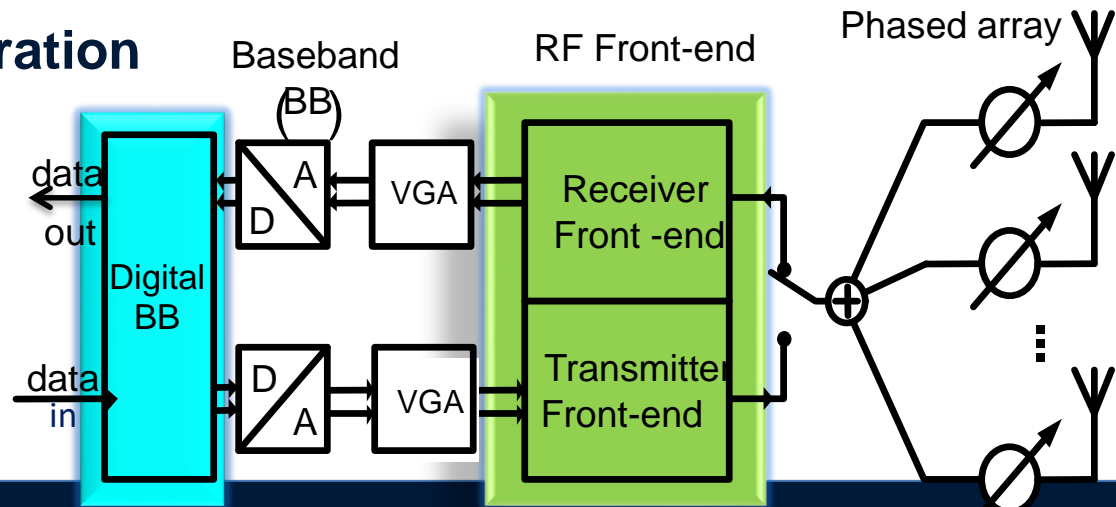 ration
Baseband
(BB)
RF Front-end
Phased array
data
out
Digital
BB
data
in
A
D
VGA
D
A
VGA
Receiver
Front -end
Transmitter
Front-end